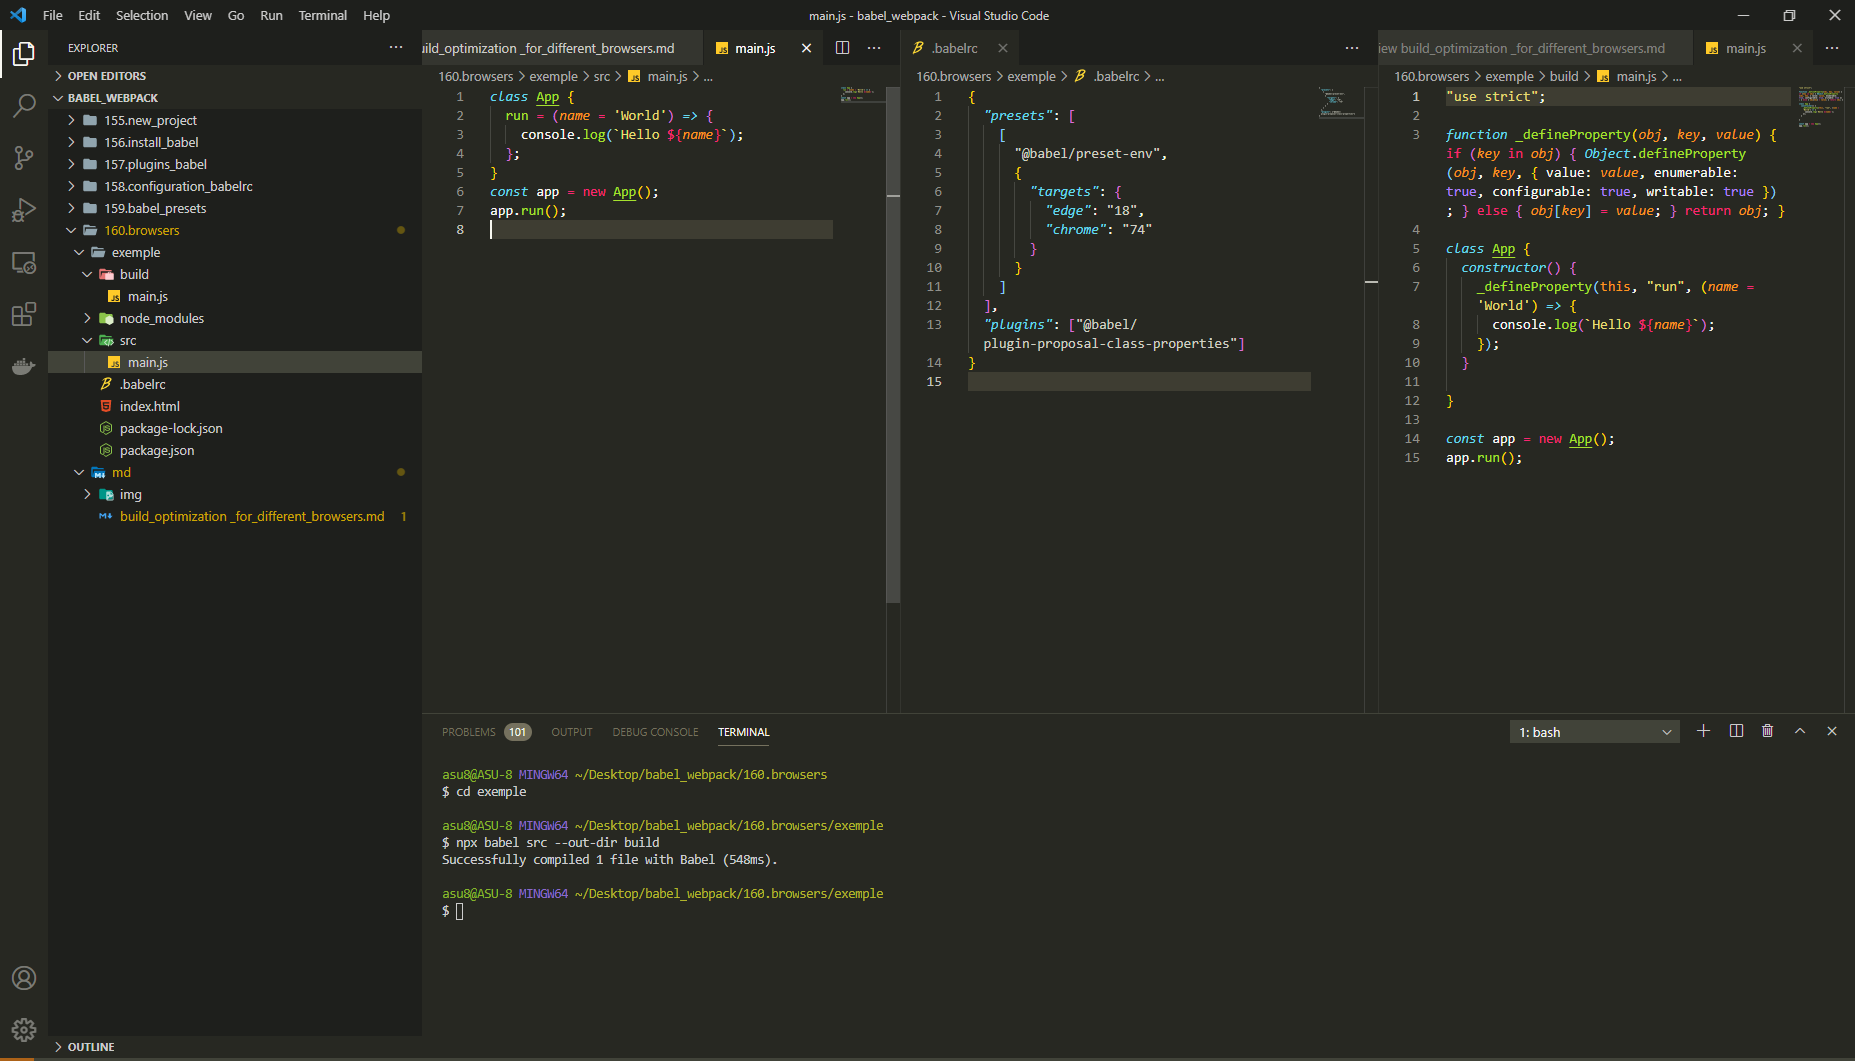 File Edit Selection View Go Run Terminal Help
main.js - babel_webpack - Visual Studio Code
EXPLORER
OPEN EDITORS
BABEL_WEBPACK
155.new_project
156.install_babel
157.plugins_babel
158.configuration_babelrc
159.babel_presets
160.browsers
exemple
build
main.js
node_modules
src
main.js
.babelrc
index.html
package-lock.json
package.json
md
img
build_optimization _for_different_browsers.md 1
OUTLINE
uild_optimization _for_different_browsers.md main.js
160.browsers > exemple > src > main.js > ...
1 class App {
2 run = (name = 'World') => {
3 console.log(`Hello ${name}`);
4 };
5 }
6 const app = new App();
7 app.run();
8
.babelrc
160.browsers > exemple > .babelrc > ...
1 {
2 "presets": [
3 [
4 "@babel/preset-env",
5 {
6 "targets": {
7 "edge": "18",
8 "chrome": "74"
9 }
10 }
11 ]
12 ],
13 "plugins": ["@babel/
plugin-proposal-class-properties"]
14 }
15
iew build_optimization _for_different_browsers.md main.js
160.browsers > exemple > build > main.js > ...
1 "use strict";
2
3 function _defineProperty(obj, key, value) {
if (key in obj) { Object.defineProperty
(obj, key, { value: value, enumerable:
true, configurable: true, writable: true })
; } else { obj[key] = value; } return obj; }
4
5 class App {
6 constructor() {
7 _defineProperty(this, "run", (name =
'World') => {
8 console.log(`Hello ${name}`);
9 });
10 }
11
12 }
13
14 const app = new App();
15 app.run();
PROBLEMS 101 OUTPUT DEBUG CONSOLE TERMINAL
1: bash
asu8@ASU-8 MINGW64 ~/Desktop/babel_webpack/160.browsers
$ cd exemple
asu8@ASU-8 MINGW64 ~/Desktop/babel_webpack/160.browsers/exemple
$ npx babel src --out-dir build
Successfully compiled 1 file with Babel (548ms).
asu8@ASU-8 MINGW64 ~/Desktop/babel_webpack/160.browsers/exemple
$